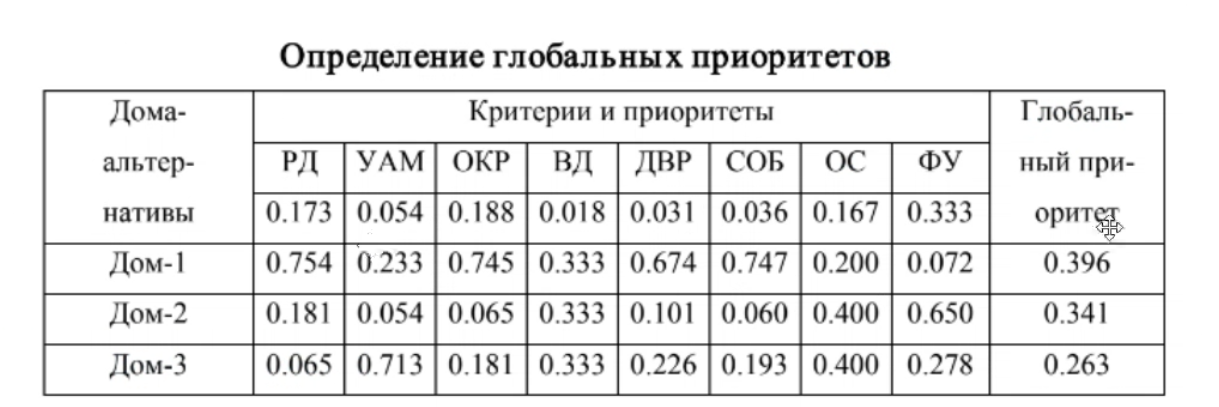 Определение глобальных приоритетов
Дома- Критерии и приоритеты Глобаль-
альтер- РД УАМ ОКР ВД ДВР СОБ ОС ФУ ный при-
нативы 0.173 0.054 0.188 0.018 0.031 0.036 0.167 0.333 оритет
Дом-1 0.754 0.233 0.745 0.333 0.674 0.747 0.200 0.072 0.396
Дом-2 0.181 0.054 0.065 0.333 0.101 0.060 0.400 0.650 0.341
Дом-3 0.065 0.713 0.181 0.333 0.226 0.193 0.400 0.278 0.263